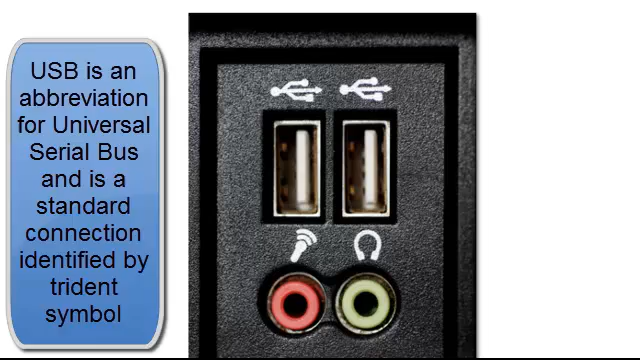 USB is an
abbreviation
for Universal
Serial Bus
and is a
standard
connection
identified by
trident
symbol